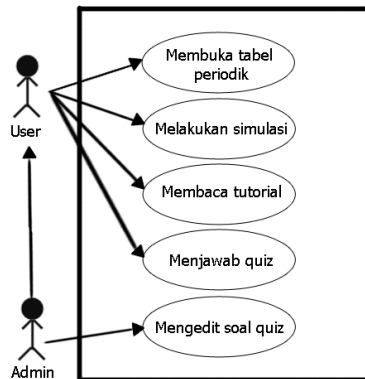 Membuka tabel
periodik
User
Melakukan simulasi
Membaca tutorial
Menjawab quiz
Mengedit soal quiz
Admin